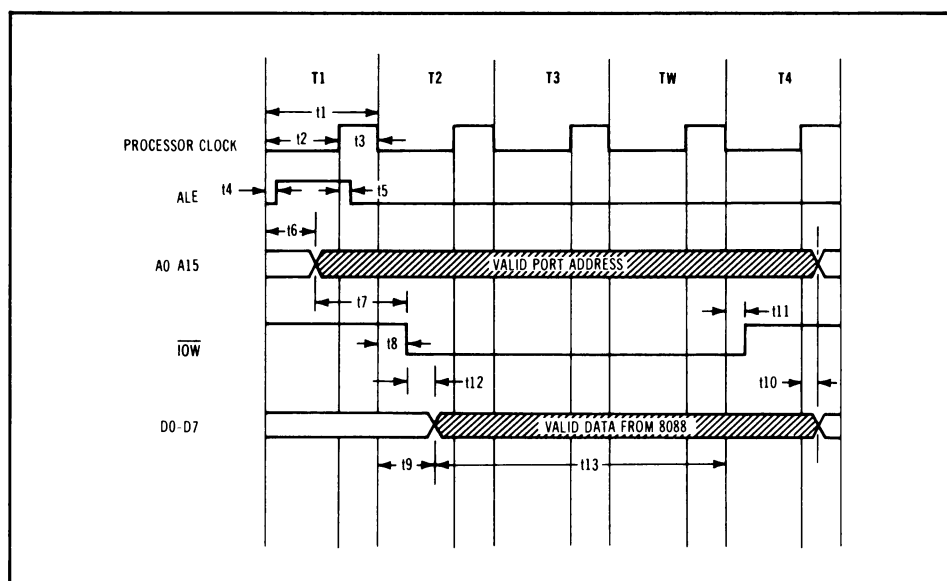 T1 T2 T3 TW T4
t1
PROCESSOR CLOCK t2 t3
ALE t4 t5
t6
A0 A15 VALID PORT ADDRESS
t7 t11
IOW t8
t12 t10
D0-D7 VALID DATA FROM 8088
t9 t13